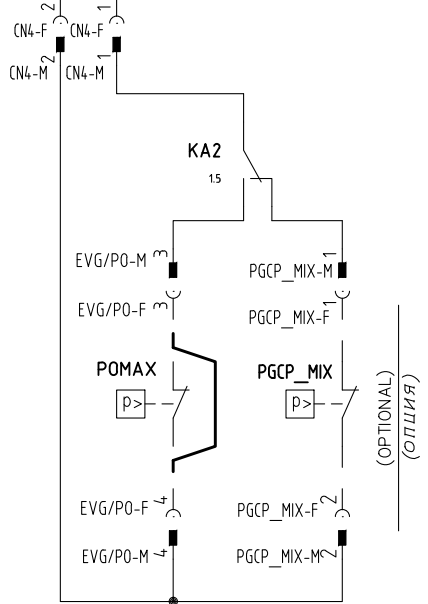 2 1
CN4-F CN4-F
2 1
CN4-M CN4-M
KA2
1.5
EVG/PO-M 3
PGCP_MIX-M 1
EVG/PO-F 3
PGCP_MIX-F 1
POMAX
PGCP_MIX
P>
P>
(OPTIONAL)
(ОПЦИЯ)
EVG/PO-F 4
PGCP_MIX-F 2
EVG/PO-M 4
PGCP_MIX-M 2